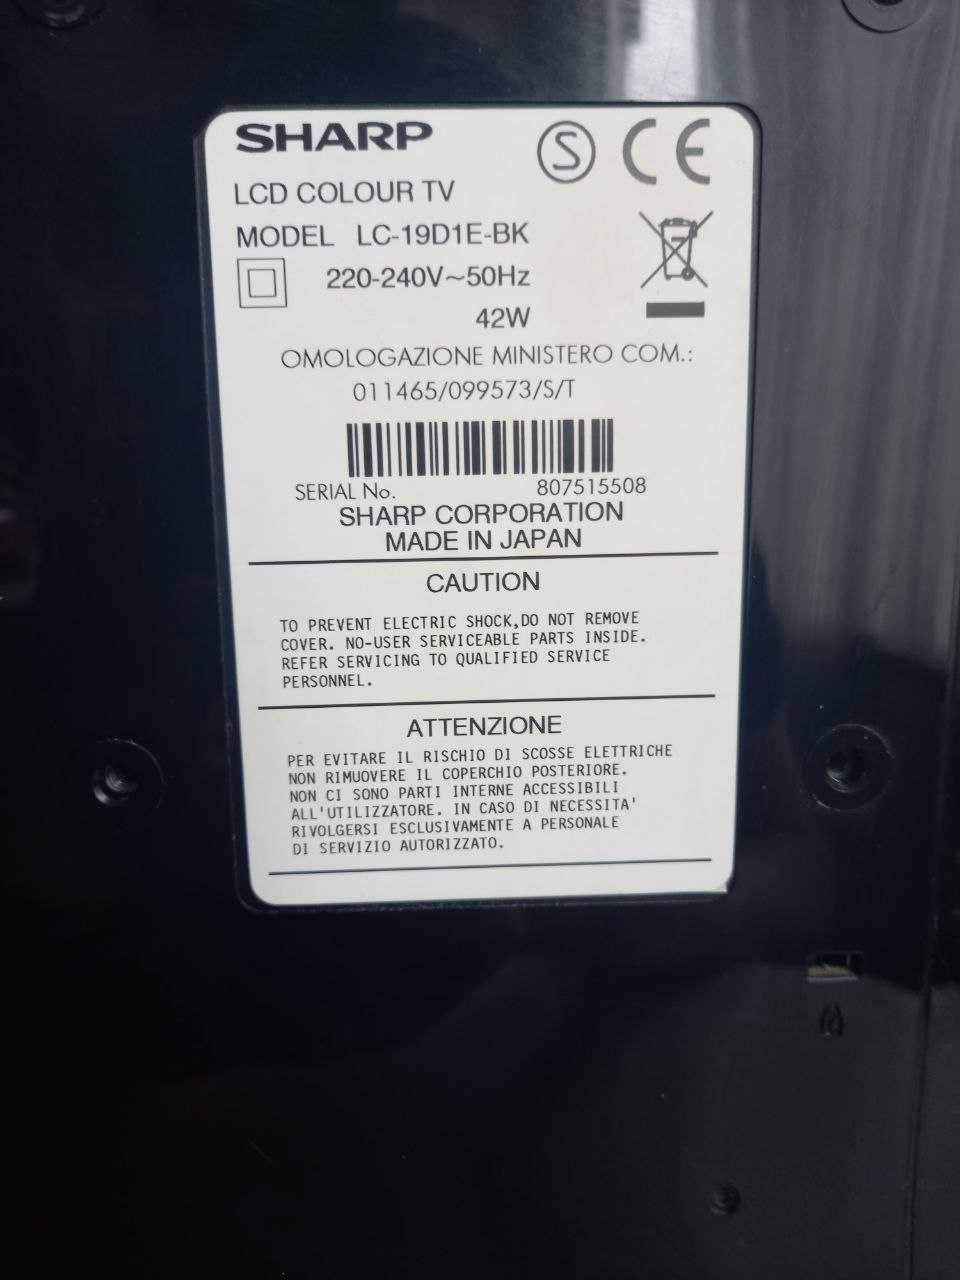 SHARP
LCD COLOUR TV
MODEL LC-19D1E-BK
220-240V~50Hz
42W
OMOLOGAZIONE MINISTERO COM.:
011465/099573/S/T
SERIAL No. 807515508
SHARP CORPORATION
MADE IN JAPAN
CAUTION
TO PREVENT ELECTRIC SHOCK,DO NOT REMOVE
COVER. NO-USER SERVICEABLE PARTS INSIDE.
REFER SERVICING TO QUALIFIED SERVICE
PERSONNEL.
ATTENZIONE
PER EVITARE IL RISCHIO DI SCOSSE ELETTRICHE
NON RIMUOVERE IL COPERCHIO POSTERIORE.
NON CI SONO PARTI INTERNE ACCESSIBILI
ALL'UTILIZZATORE. IN CASO DI NECESSITA'
RIVOLGERSI ESCLUSIVAMENTE A PERSONALE
DI SERVIZIO AUTORIZZATO.